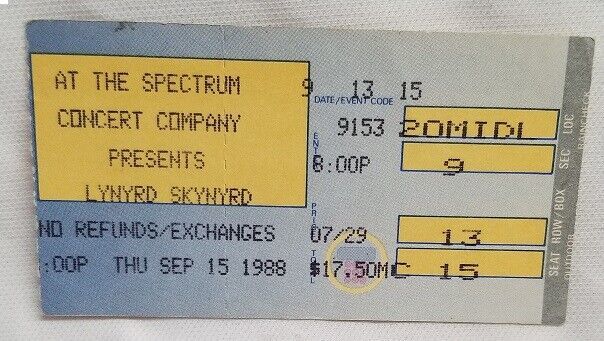 AT THE SPECTRUM
CONCERT COMPANY
PRESENTS
LYNYRD SKYNYRD
NO REFUNDS/EXCHANGES
:00P THU SEP 15 1988
9 13 15
DATE/EVENT CODE
9153
8:00P
07/29
$17.50MC
9
13
15
LOC
SEC
SEAT ROW/BOX